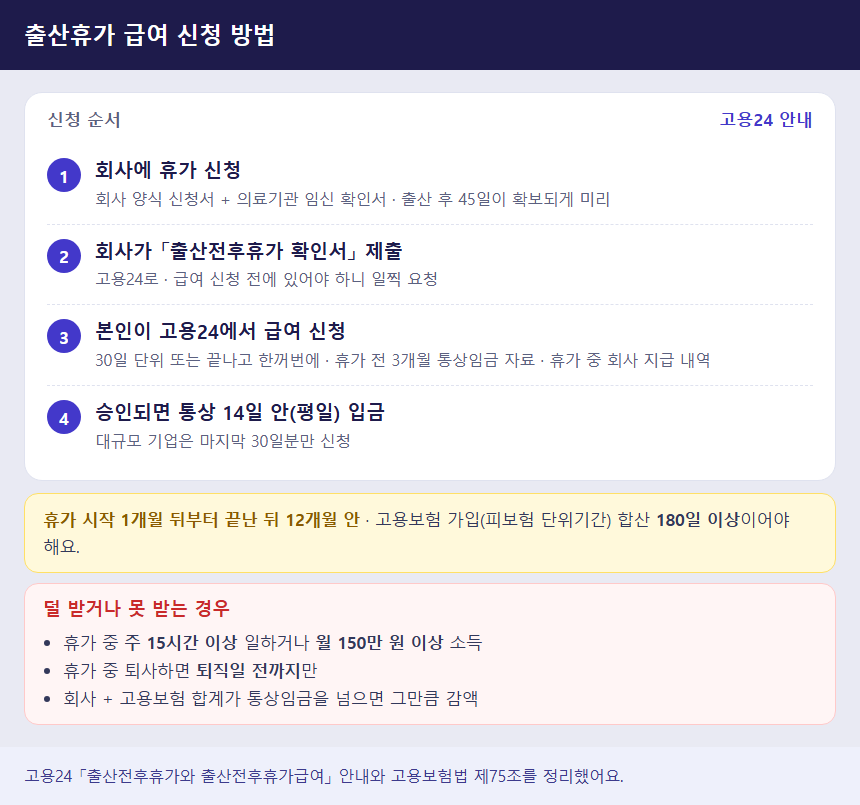 출산휴가 급여 신청 방법
신청 순서
고용24 안내
1
회사에 휴가 신청
회사 양식 신청서 + 의료기관 임신 확인서 · 출산 후 45일이 확보되게 미리
2
회사가 「출산전후휴가 확인서」 제출
고용24로 · 급여 신청 전에 있어야 하니 일찍 요청
3
본인이 고용24에서 급여 신청
30일 단위 또는 끝나고 한꺼번에 · 휴가 전 3개월 통상임금 자료 · 휴가 중 회사 지급 내역
4
승인되면 통상 14일 안(평일) 입금
대규모 기업은 마지막 30일분만 신청
휴가 시작 1개월 뒤부터 끝난 뒤 12개월 안 · 고용보험 가입(피보험 단위기간) 합산 180일 이상이어야
해요.
덜 받거나 못 받는 경우
• 휴가 중 주 15시간 이상 일하거나 월 150만 원 이상 소득
• 휴가 중 퇴사하면 퇴직일 전까지만
• 회사 + 고용보험 합계가 통상임금을 넘으면 그만큼 감액
고용24 「출산전후휴가와 출산전후휴가급여」 안내와 고용보험법 제75조를 정리했어요.